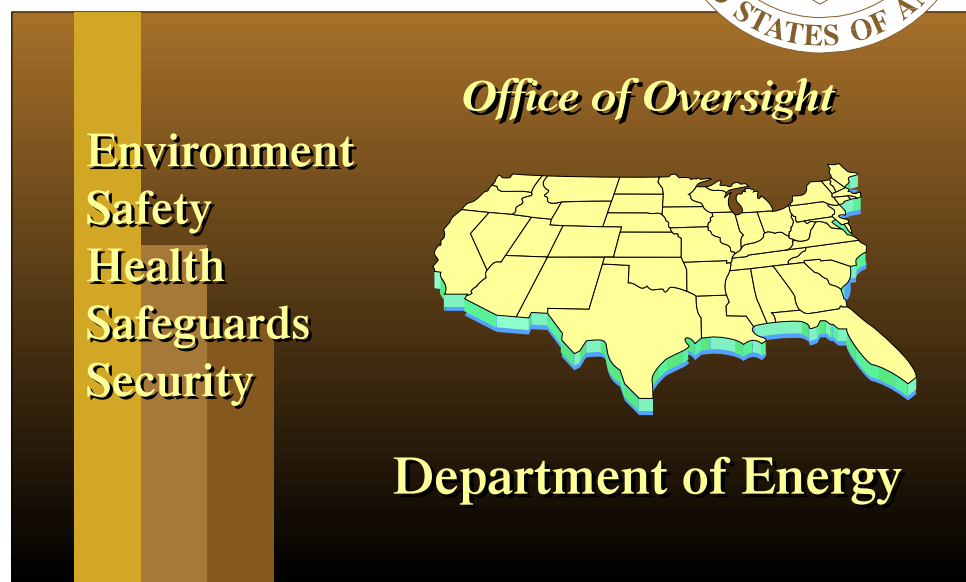 STATES OF
Office of Oversight
Environment
Safety
Health
Safeguards
Security
Department of Energy